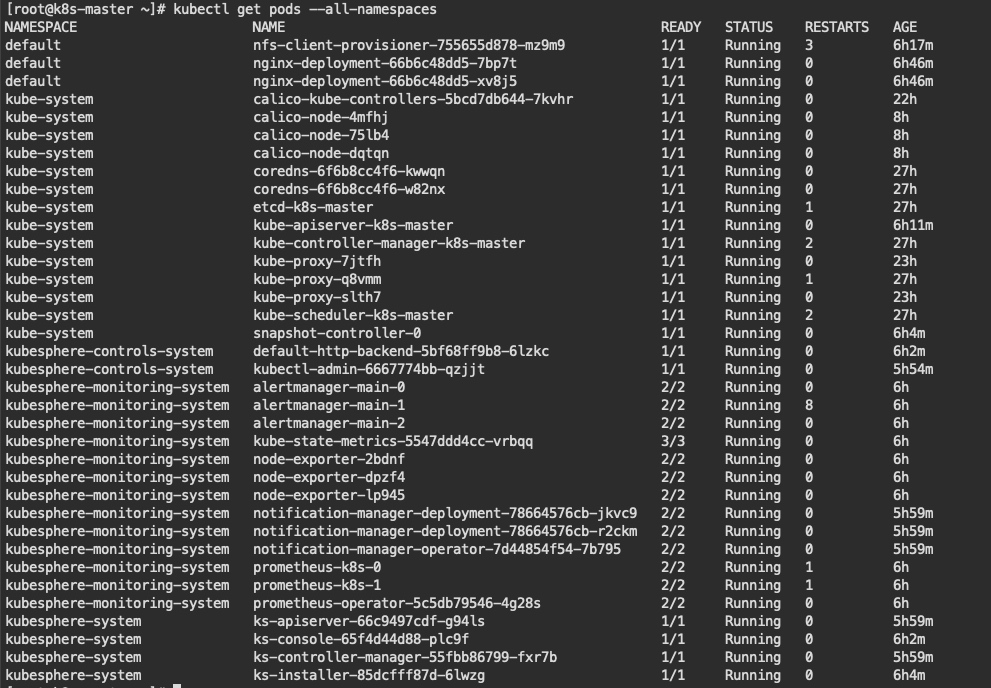 [root@k8s-master ~]# kubectl get pods --all-namespaces
NAMESPACE NAME READY STATUS RESTARTS AGE
default nfs-client-provisioner-755655d878-mz9m9 1/1 Running 3 6h17m
default nginx-deployment-66b6c48dd5-7bp7t 1/1 Running 0 6h46m
default nginx-deployment-66b6c48dd5-xv8j5 1/1 Running 0 6h46m
kube-system calico-kube-controllers-5bcd7db644-7kvhr 1/1 Running 0 22h
kube-system calico-node-4mfhj 1/1 Running 0 8h
kube-system calico-node-75lb4 1/1 Running 0 8h
kube-system calico-node-dqtqn 1/1 Running 0 8h
kube-system coredns-6f6b8cc4f6-kwwqn 1/1 Running 0 27h
kube-system coredns-6f6b8cc4f6-w82nx 1/1 Running 0 27h
kube-system etcd-k8s-master 1/1 Running 1 27h
kube-system kube-apiserver-k8s-master 1/1 Running 0 6h11m
kube-system kube-controller-manager-k8s-master 1/1 Running 2 27h
kube-system kube-proxy-7jtfh 1/1 Running 0 23h
kube-system kube-proxy-q8vmm 1/1 Running 1 27h
kube-system kube-proxy-slth7 1/1 Running 0 23h
kube-system kube-scheduler-k8s-master 1/1 Running 2 27h
kube-system snapshot-controller-0 1/1 Running 0 6h4m
kubesphere-controls-system default-http-backend-5bf68ff9b8-6lzkc 1/1 Running 0 6h2m
kubesphere-controls-system kubectl-admin-6667774bb-qzjjt 1/1 Running 0 5h54m
kubesphere-monitoring-system alertmanager-main-0 2/2 Running 0 6h
kubesphere-monitoring-system alertmanager-main-1 2/2 Running 8 6h
kubesphere-monitoring-system alertmanager-main-2 2/2 Running 0 6h
kubesphere-monitoring-system kube-state-metrics-5547ddd4cc-vrbqq 3/3 Running 0 6h
kubesphere-monitoring-system node-exporter-2bdnf 2/2 Running 0 6h
kubesphere-monitoring-system node-exporter-dpzf4 2/2 Running 0 6h
kubesphere-monitoring-system node-exporter-lp945 2/2 Running 0 6h
kubesphere-monitoring-system notification-manager-deployment-78664576cb-jkvc9 2/2 Running 0 5h59m
kubesphere-monitoring-system notification-manager-deployment-78664576cb-r2ckm 2/2 Running 0 5h59m
kubesphere-monitoring-system notification-manager-operator-7d44854f54-7b795 2/2 Running 0 5h59m
kubesphere-monitoring-system prometheus-k8s-0 2/2 Running 1 6h
kubesphere-monitoring-system prometheus-k8s-1 2/2 Running 1 6h
kubesphere-monitoring-system prometheus-operator-5c5db79546-4g28s 2/2 Running 0 6h
kubesphere-system ks-apiserver-66c9497cdf-g94ls 1/1 Running 0 5h59m
kubesphere-system ks-console-65f4d44d88-plc9f 1/1 Running 0 6h2m
kubesphere-system ks-controller-manager-55fbb86799-fxr7b 1/1 Running 0 5h59m
kubesphere-system ks-installer-85dcfff87d-6lwzg 1/1 Running 0 6h4m